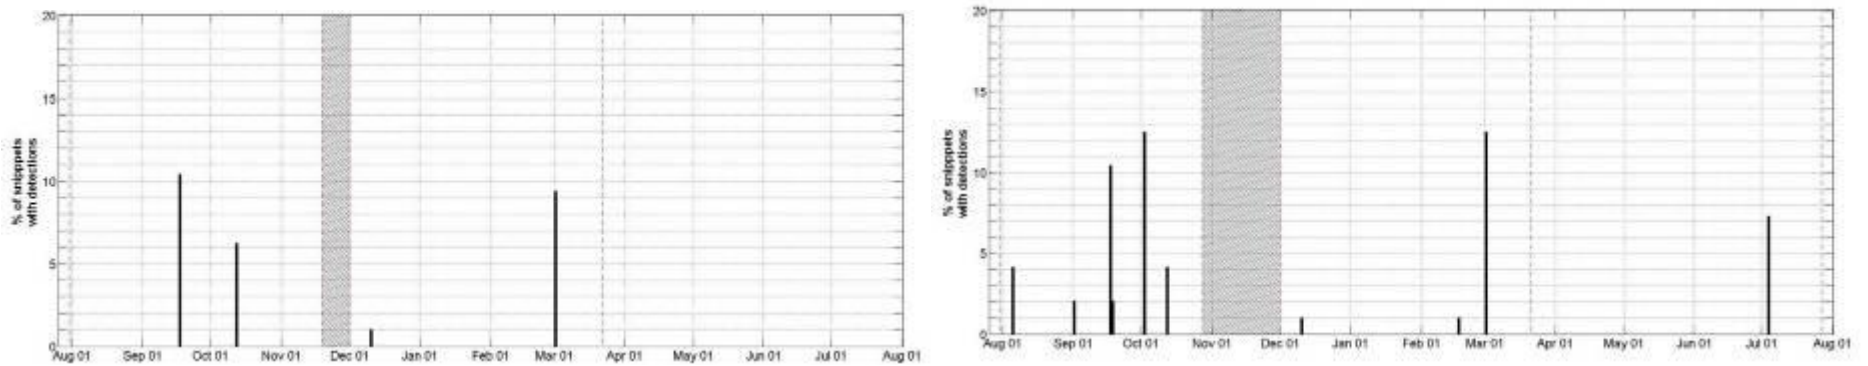 20
15
10
5
0
% of snipppets
with detections
Aug 01 Sep 01 Oct 01 Nov 01 Dec 01 Jan 01 Feb 01 Mar 01 Apr 01 May 01 Jun 01 Jul 01 Aug 01
20
15
10
5
0
% of snipppets
with detections
Aug 01 Sep 01 Oct 01 Nov 01 Dec 01 Jan 01 Feb 01 Mar 01 Apr 01 May 01 Jun 01 Jul 01 Aug 01